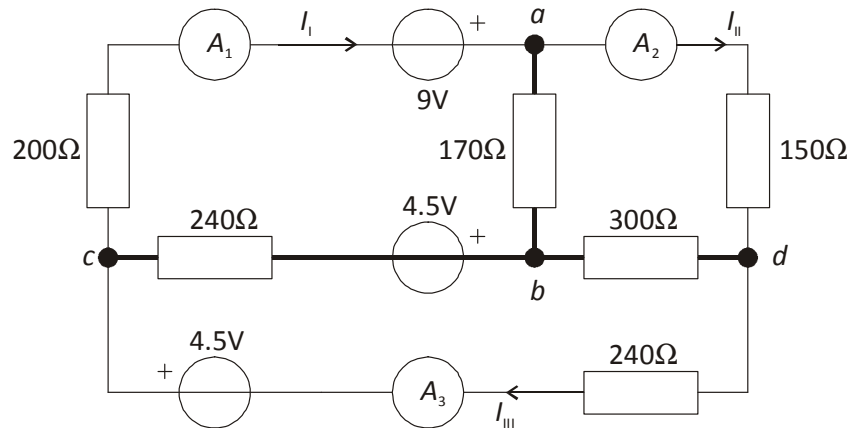 A₁ I_I + a A₂ I_II
9V
200Ω 170Ω 150Ω
240Ω 4.5V 300Ω
c + b d
4.5V 240Ω
+ A₃ I_III